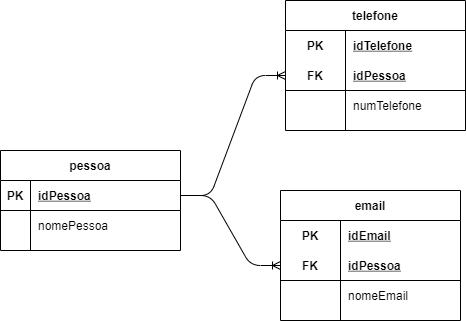 telefone
PK idTelefone
FK idPessoa
numTelefone
pessoa
PK idPessoa
nomePessoa
email
PK idEmail
FK idPessoa
nomeEmail